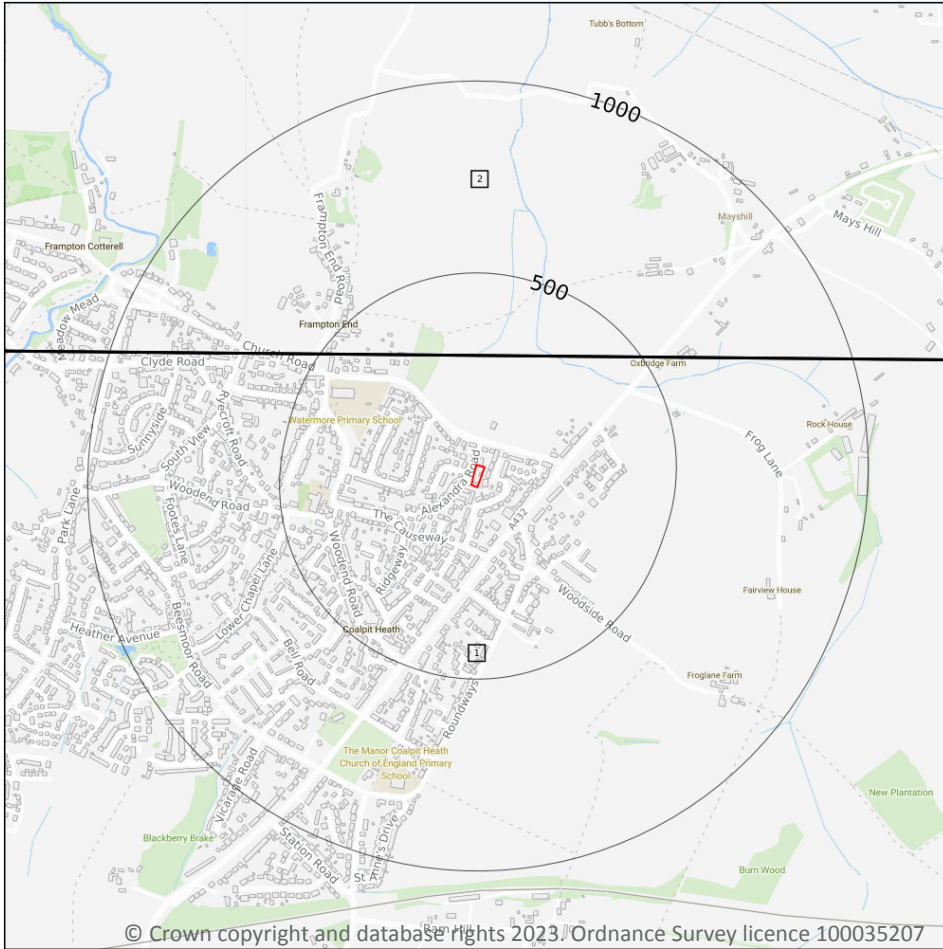 Tubb's Bottom
1000
2
Mayshill
Mays Hill
Frampton Cotterell
Frampton End Road
500
Meadow Mead
Frampton End
Church Road
Clyde Road
Oxbridge Farm
Ryecroft Road
Watermore Primary School
Sunnyside
South View
Rock House
Frog Lane
Alexandra Road
Park Lane
Woodend Road
Footes Lane
The Causeway
A432
Ridgeway
Woodend Road
Lower Chapel Lane
Woodside Road
Fairview House
Beesmoor Road
Heather Avenue
Coalpit Heath
1
Bell Road
Froglane Farm
Roundways
The Manor Coalpit Heath
Church of England Primary
School
Vicarage Road
New Plantation
Blackberry Brake
Station Road
Burn Wood
Ram Hill
© Crown copyright and database rights 2023. Ordnance Survey licence 100035207